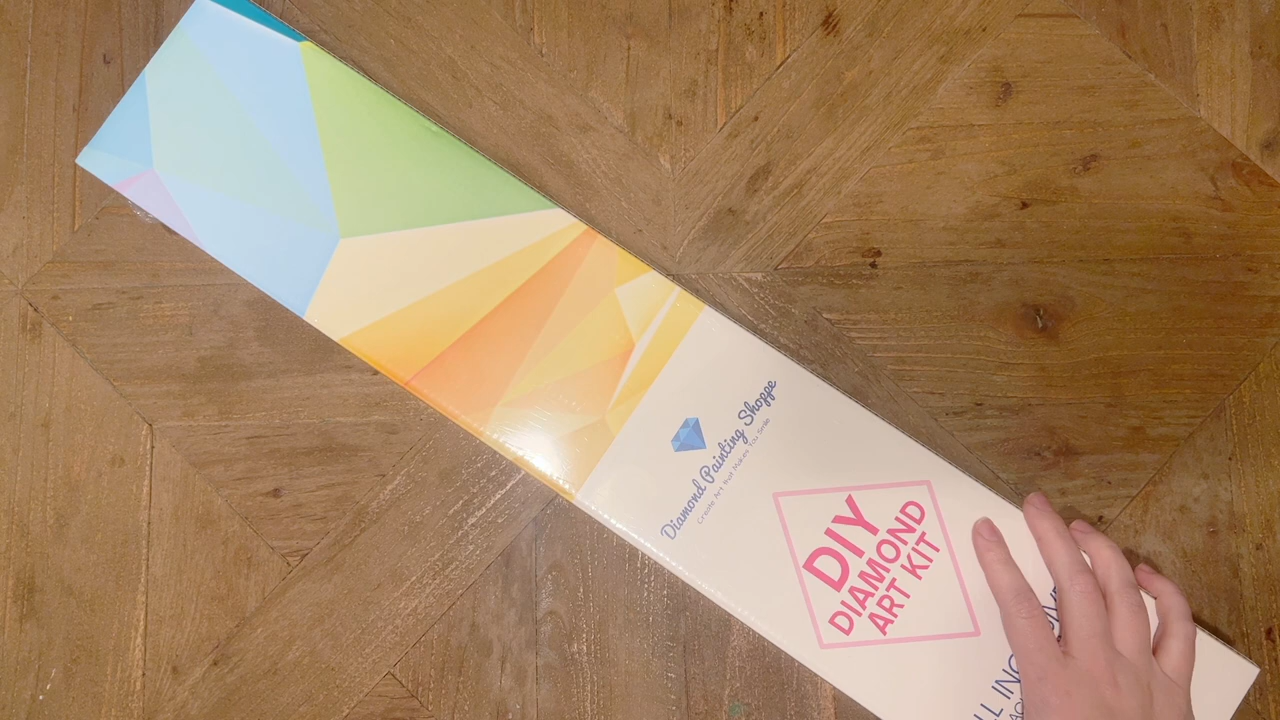 Diamond Painting Shoppe
Create Art that Makes You Smile
DIY
DIAMOND
ART KIT